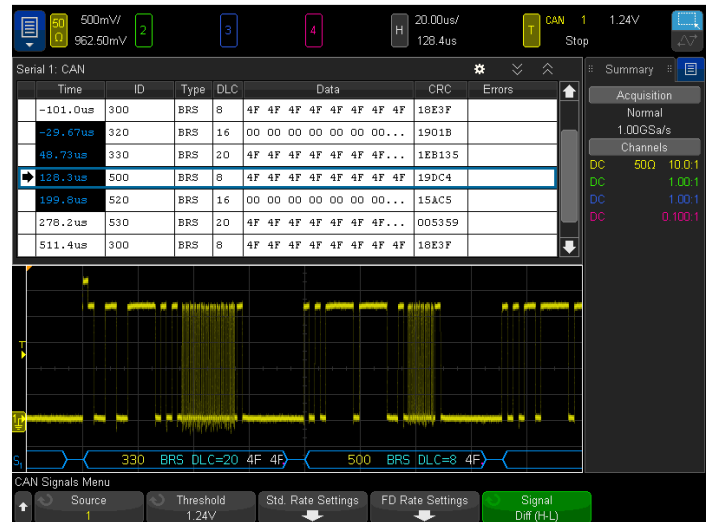 50 Ω 500mV/ 962.50mV 2 3 4 H 20.00us/ 128.4us T CAN 1 1.24V Stop
Serial 1: CAN
Time ID Type DLC Data CRC Errors
-101.0us 300 BRS 8 4F 4F 4F 4F 4F 4F 4F 4F 18E3F
-29.67us 320 BRS 16 00 00 00 00 00 00 00... 1901B
48.73us 330 BRS 20 4F 4F 4F 4F 4F 4F 4F... 1EB135
128.3us 500 BRS 8 4F 4F 4F 4F 4F 4F 4F 4F 19DC4
199.8us 520 BRS 16 00 00 00 00 00 00 00... 15AC5
278.2us 530 BRS 20 4F 4F 4F 4F 4F 4F 4F... 005359
511.4us 300 BRS 8 4F 4F 4F 4F 4F 4F 4F 4F 18E3F
Summary
Acquisition
Normal
1.00GSa/s
Channels
DC 50Ω 10.0:1
DC 1.00:1
DC 1.00:1
DC 0.100:1
T
1
S1 330 BRS DLC=20 4F 4F 500 BRS DLC=8 4F
CAN Signals Menu
Source Threshold Std. Rate Settings FD Rate Settings Signal
1 1.24V Diff (H-L)